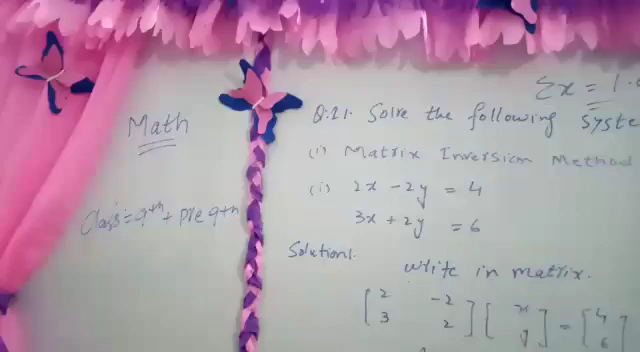 Σx = 1.
Math
Q.21. Solve the following syste
(i) Matrix Inversion Method
(i) 2x - 2y = 4
3x + 2y = 6
Class: 9th + pre 9th
Solution.
write in matrix.
[2 -2] [x] = [4]
[3 2] [y] [6]